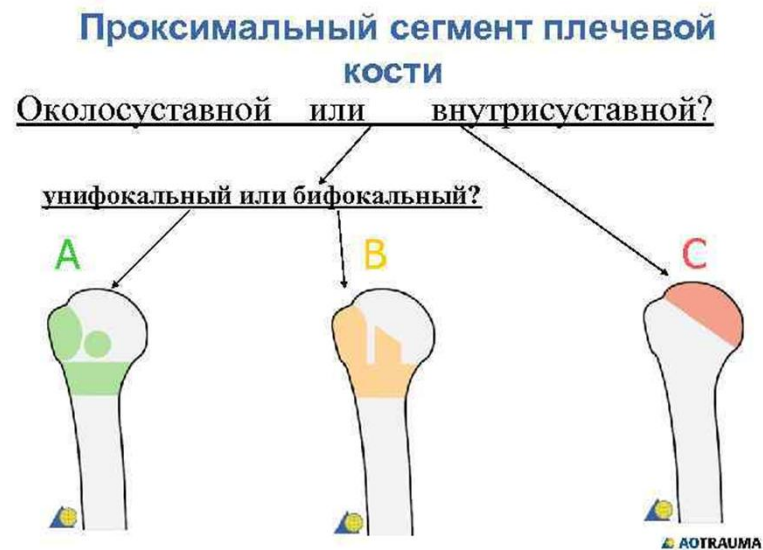 Проксимальный сегмент плечевой
кости
Околосуставной или внутрисуставной?
унифокальный или бифокальный?
A B C
AOTRAUMA